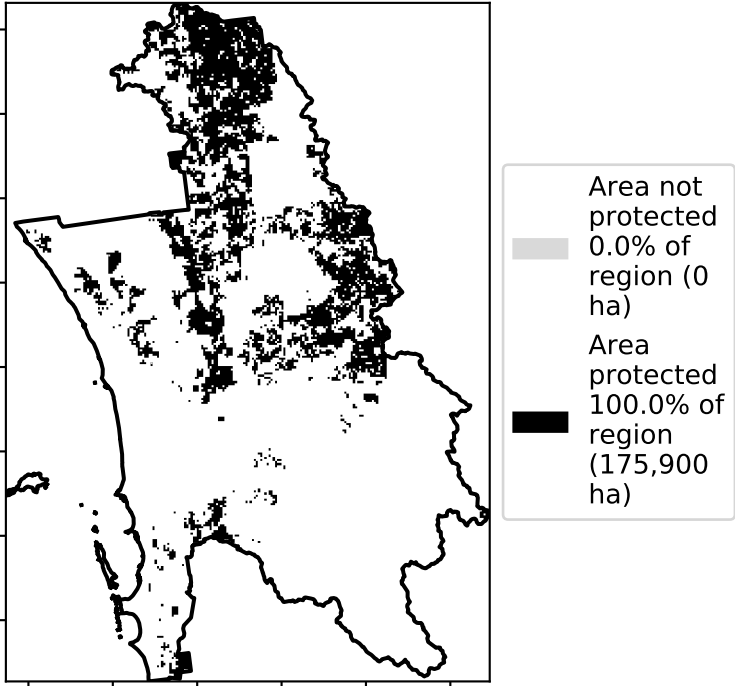 Area not
protected
0.0% of
region (0
ha)
Area
protected
100.0% of
region
(175,900
ha)